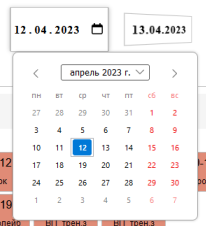 12.04.2023 13.04.2023
апрель 2023 г.
пн вт ср чт пт сб вс
27 28 29 30 31 1 2
3 4 5 6 7 8 9
10 11 12 13 14 15 16
17 18 19 20 21 22 23
24 25 26 27 28 29 30
1 2 3 4 5 6 7
12
19